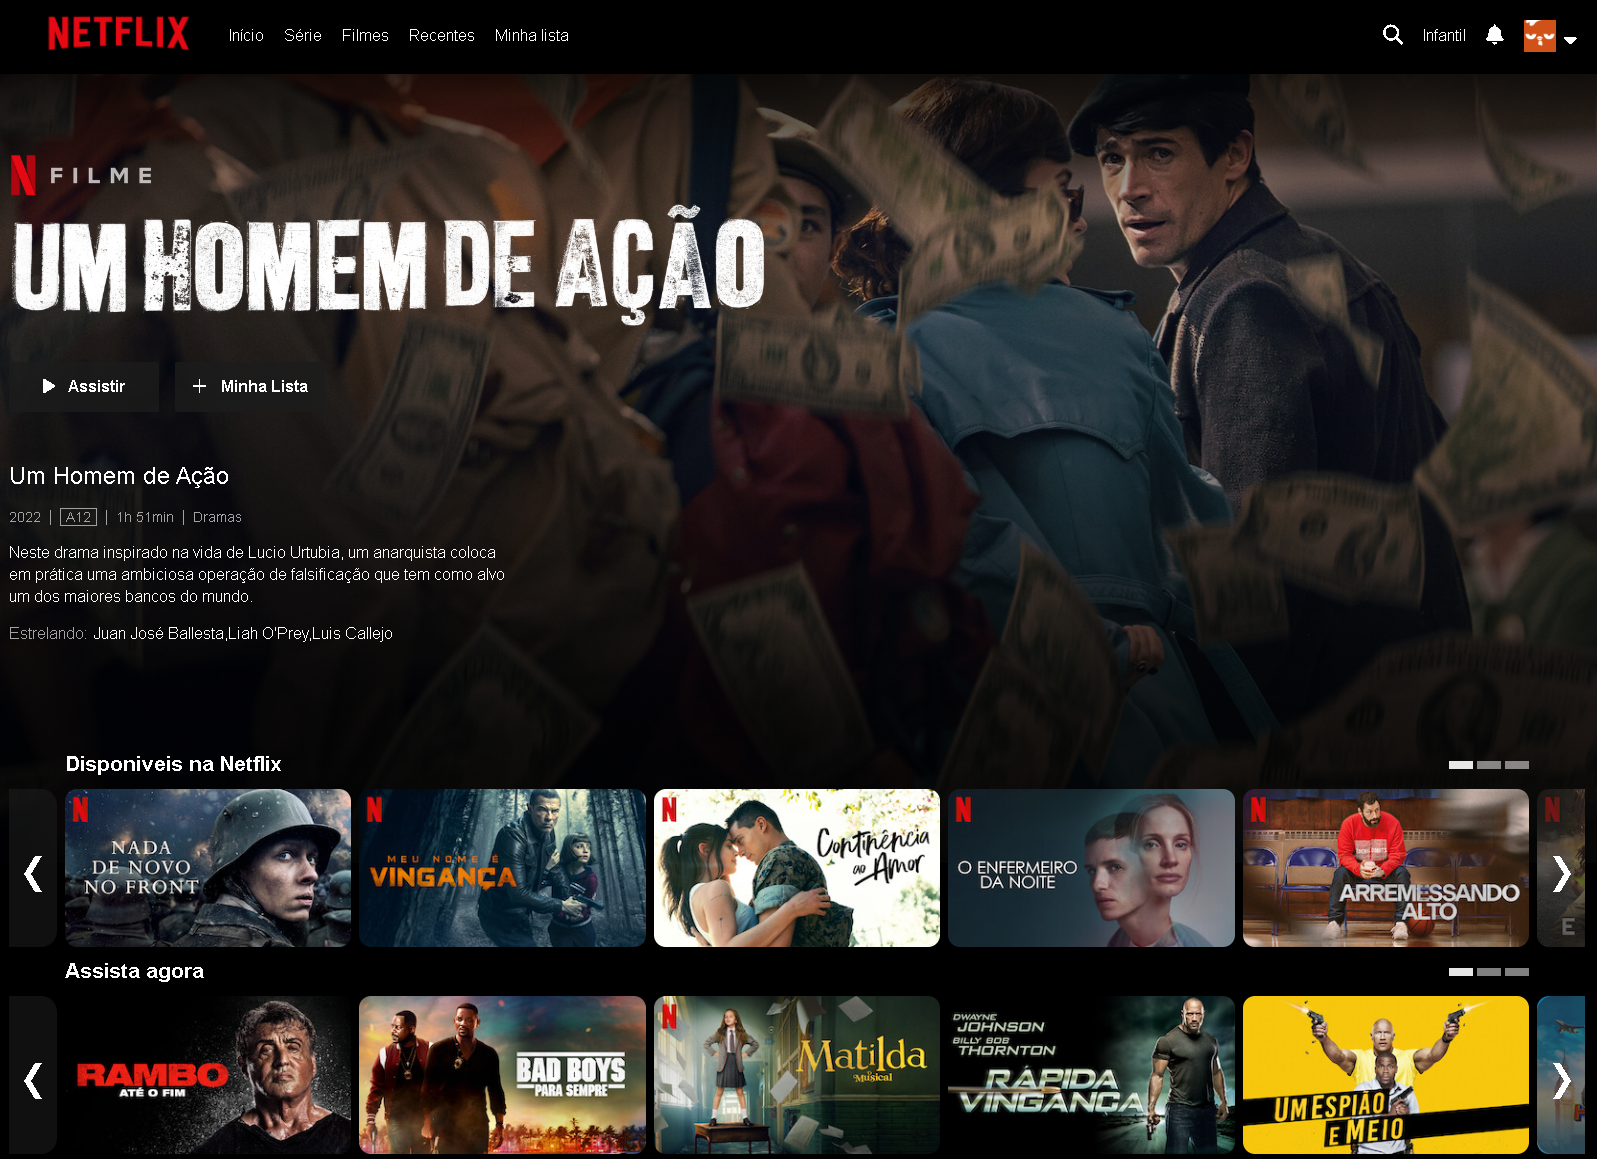 NETFLIX
Início
Série
Filmes
Recentes
Minha lista
Infantil
N FILME
UM HOMEM DE AÇÃO
Assistir
Minha Lista
Um Homem de Ação
2022 | A12 | 1h 51min | Dramas
Neste drama inspirado na vida de Lucio Urtubia, um anarquista coloca
em prática uma ambiciosa operação de falsificação que tem como alvo
um dos maiores bancos do mundo.
Estrelando: Juan José Ballesta,Liah O'Prey,Luis Callejo
Disponiveis na Netflix
N
NADA
DE NOVO
NO FRONT
N
MEU NOME É
VINGANÇA
N
Continência
ao Amor
N
O ENFERMEIRO
DA NOITE
N
ARREMESSANDO
ALTO
N
E
Assista agora
RAMBO
ATÉ O FIM
BAD BOYS
PARA SEMPRE
N
Matilda
O Musical
DWAYNE
JOHNSON
BILLY BOB
THORNTON
RÁPIDA
VINGANÇA
UM ESPIÃO
E MEIO